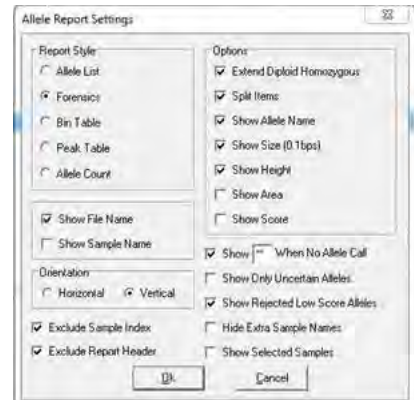 Allele Report Settings
Report Style
Allele List
Forensics
Bin Table
Peak Table
Allele Count
Show File Name
Show Sample Name
Orientation
Horizontal Vertical
Exclude Sample Index
Exclude Report Header
Options
Extend Diploid Homozygous
Split Items
Show Allele Name
Show Size (0.1bps)
Show Height
Show Area
Show Score
Show When No Allele Call
Show Only Uncertain Alleles
Show Rejected Low Score Alleles
Hide Extra Sample Names
Show Selected Samples
Ok Cancel